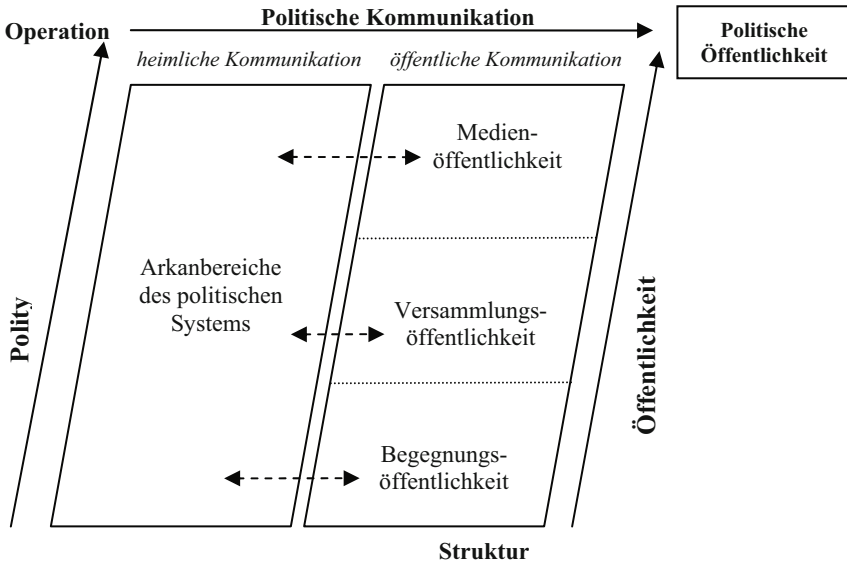 Politische Kommunikation
Operation
Politische
Öffentlichkeit
heimliche Kommunikation
öffentliche Kommunikation
Medien-
öffentlichkeit
Arkanbereiche
des politischen
Systems
Versammlungs-
öffentlichkeit
Begegnungs-
öffentlichkeit
Polity
Öffentlichkeit
Struktur